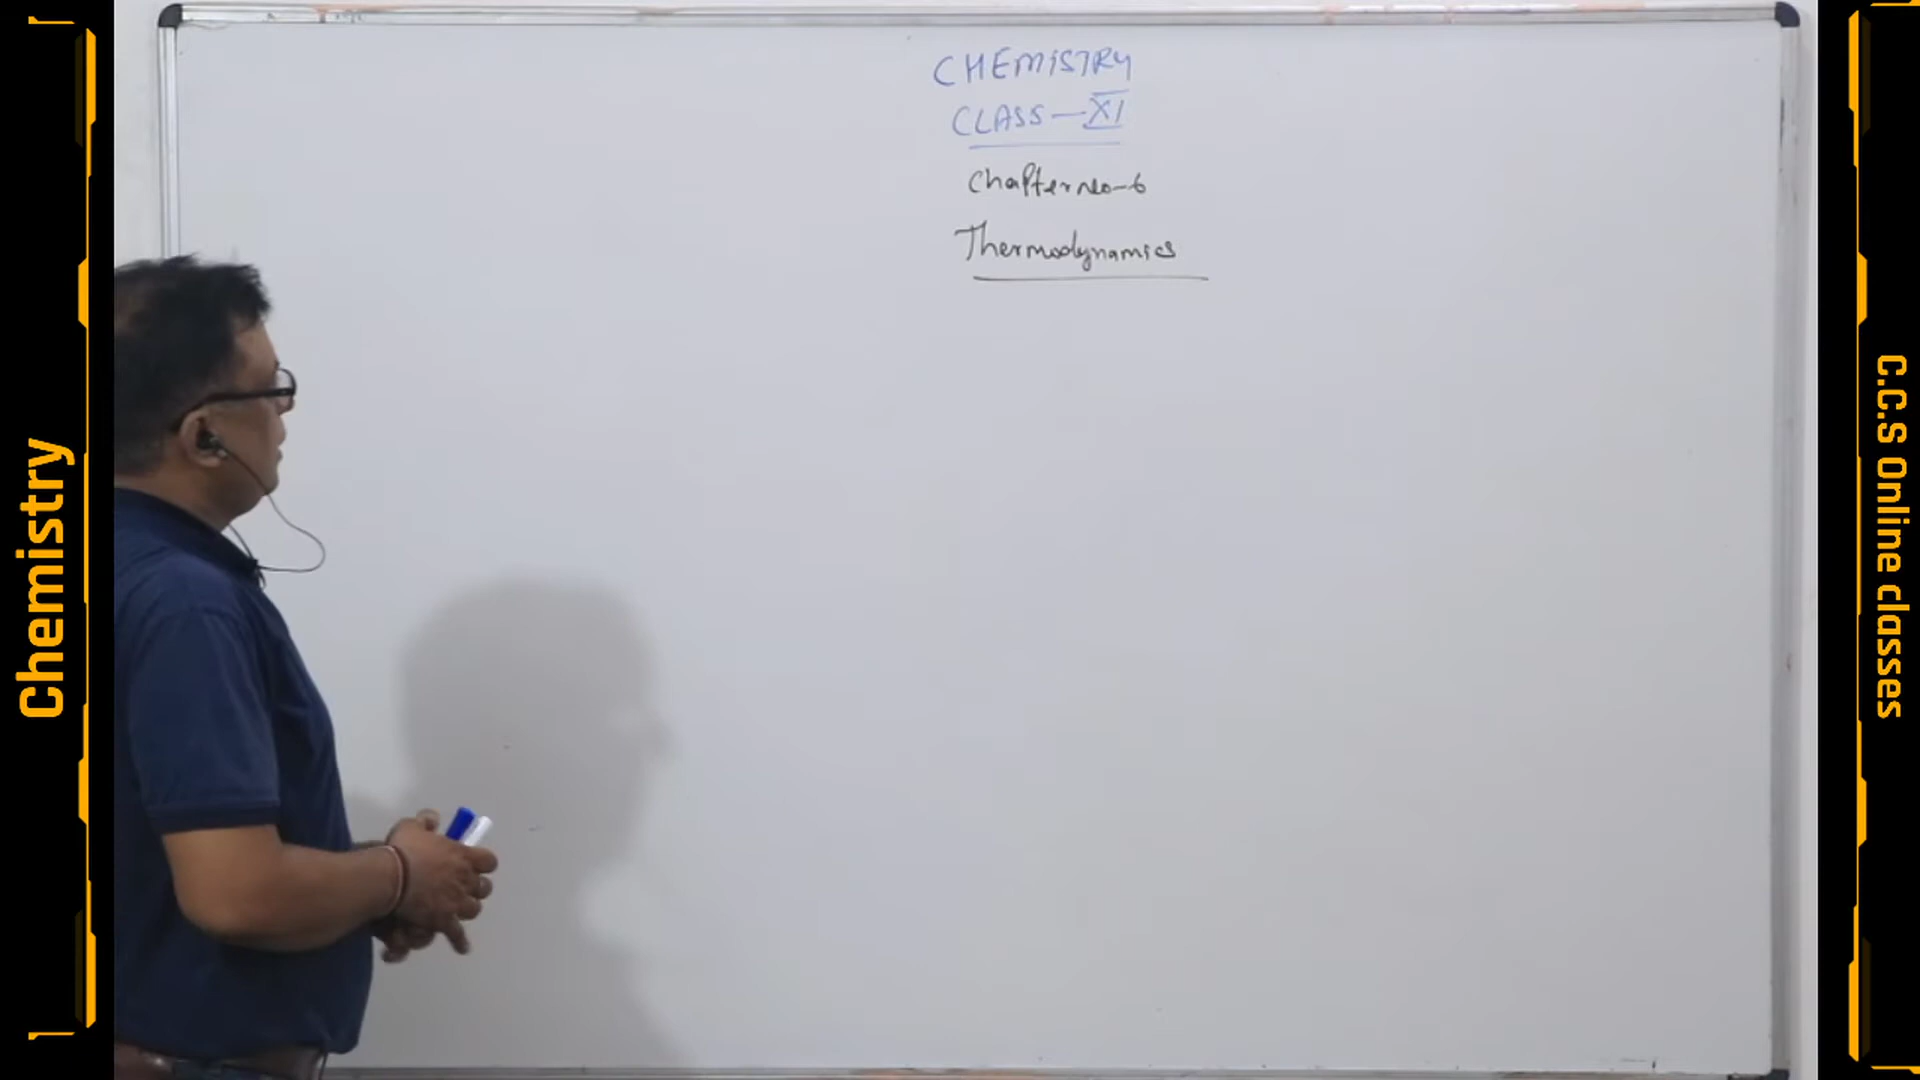 Chemistry
CHEMISTRY
CLASS—XI
Chapter no-6
Thermodynamics
C.C.S Online classes